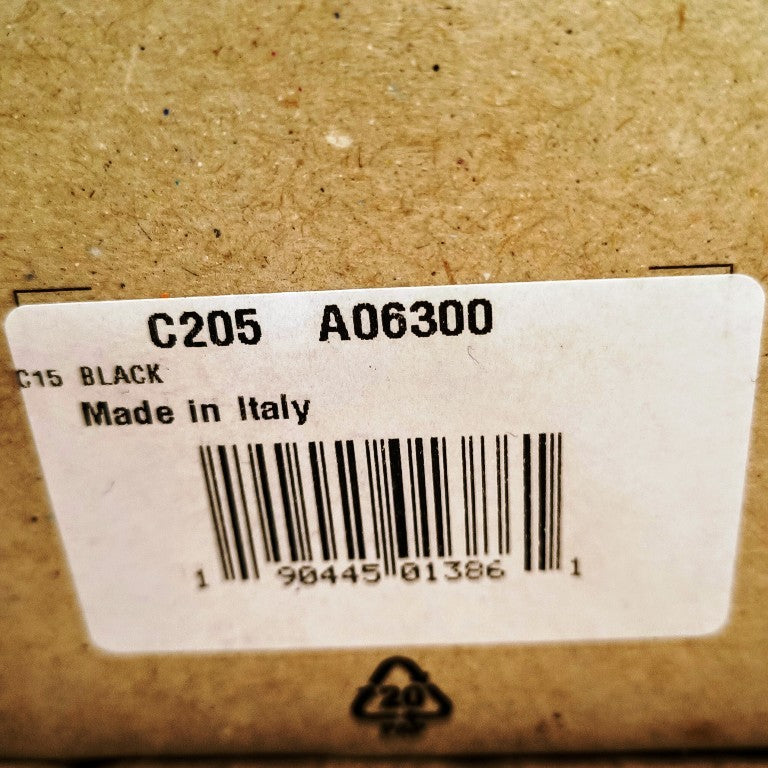 C205 A06300
C15 BLACK
Made in Italy
1 90445 01386 1
20
PAP